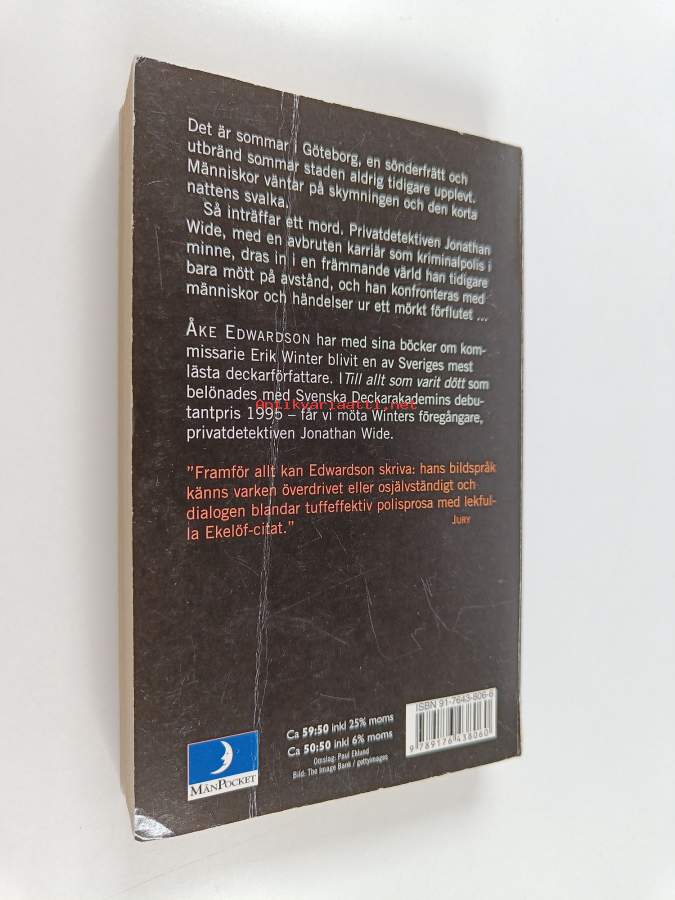 Det är sommar i Göteborg, en sönderfrätt och
utbränd sommar staden aldrig tidigare upplevt.
Människor väntar på skymningen och den korta
nattens svalka.
Så inträffar ett mord. Privatdetektiven Jonathan
Wide, med en avbruten karriär som kriminalpolis i
minne, dras in i en främmande värld han tidigare
bara mött på avstånd, och han konfronteras med
människor och händelser ur ett mörkt förflutet ...
ÅKE EDWARDSON har med sina böcker om kom-
missarie Erik Winter blivit en av Sveriges mest
lästa deckarförfattare. I Till allt som varit dött som
belönades med Svenska Deckarakademins debu-
tantpris 1995 – får vi möta Winters föregångare,
privatdetektiven Jonathan Wide.
Antikvariaatti.net
"Framför allt kan Edwardson skriva: hans bildspråk
känns varken överdrivet eller osjälvständigt och
dialogen blandar tuffeffektiv polisprosa med lekful-
la Ekelöf-citat."
JURY
MÅNPOCKET
Ca 59:50 inkl 25% moms
Ca 50:50 inkl 6% moms
Omslag: Paul Eklund
Bild: The Image Bank / gettyimages
ISBN 91-7643-806-6
9 789176 438060